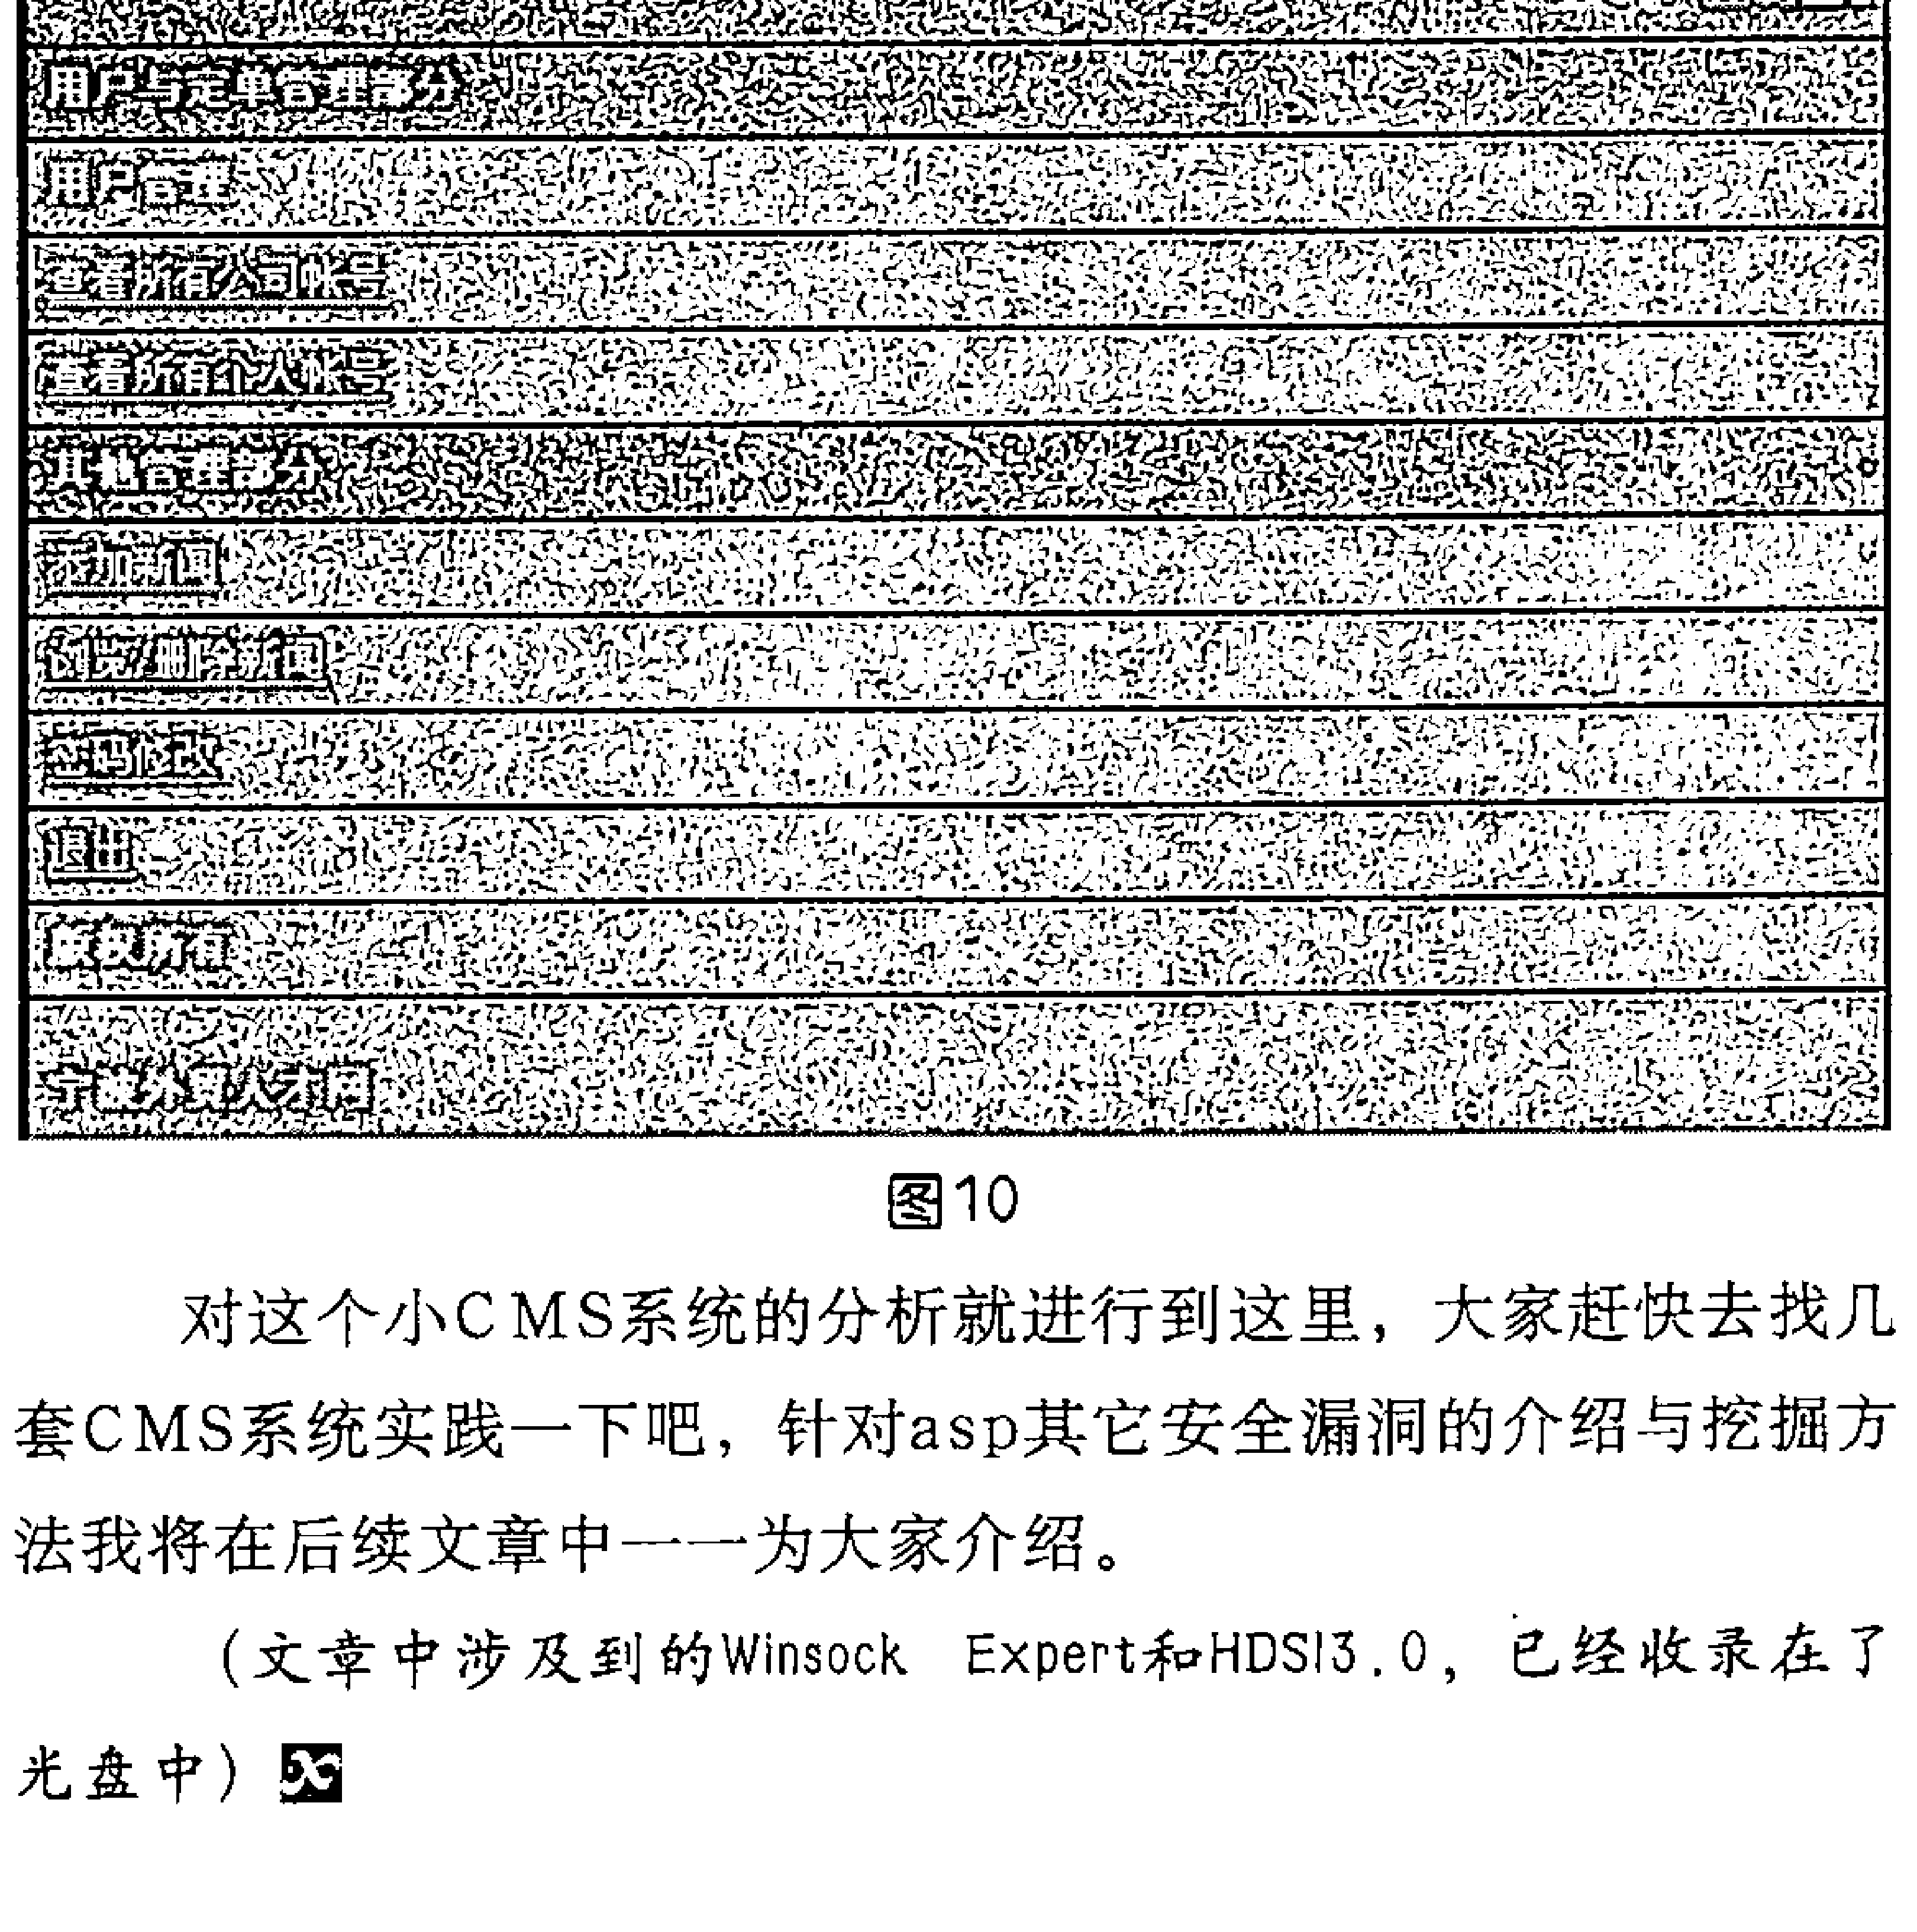 用户与定单管理部分
用户管理
查看所有公司帐号
查看所有个人帐号
其他管理部分
添加新闻
浏览/删除新闻
密码修改
退出
版权所有
宁波外贸人才网
图10
对这个小CMS系统的分析就进行到这里，大家赶快去找几
套CMS系统实践一下吧，针对asp其它安全漏洞的介绍与挖掘方
法我将在后续文章中一一为大家介绍。
(文章中涉及到的Winsock Expert和HDSI3.0，已经收录在了
光盘中)